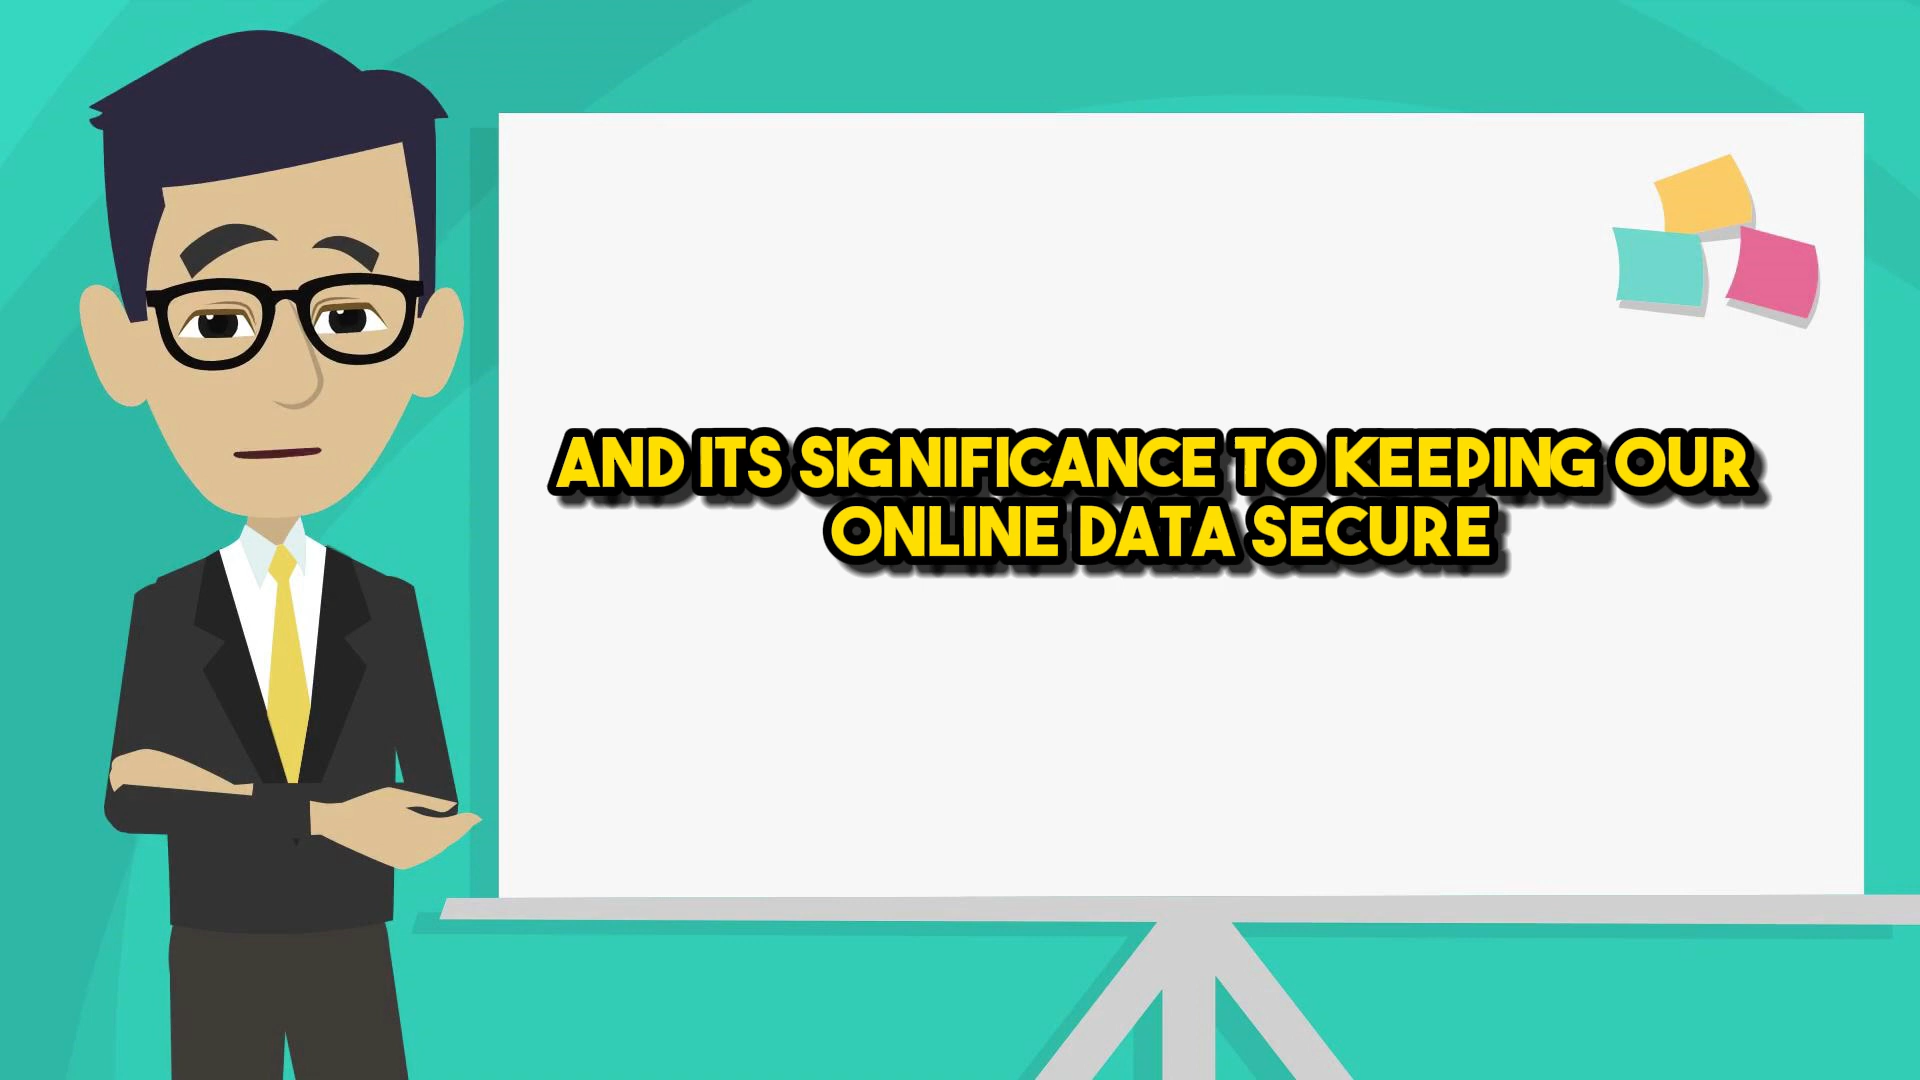 AND ITS SIGNIFICANCE TO KEEPING OUR
ONLINE DATA SECURE